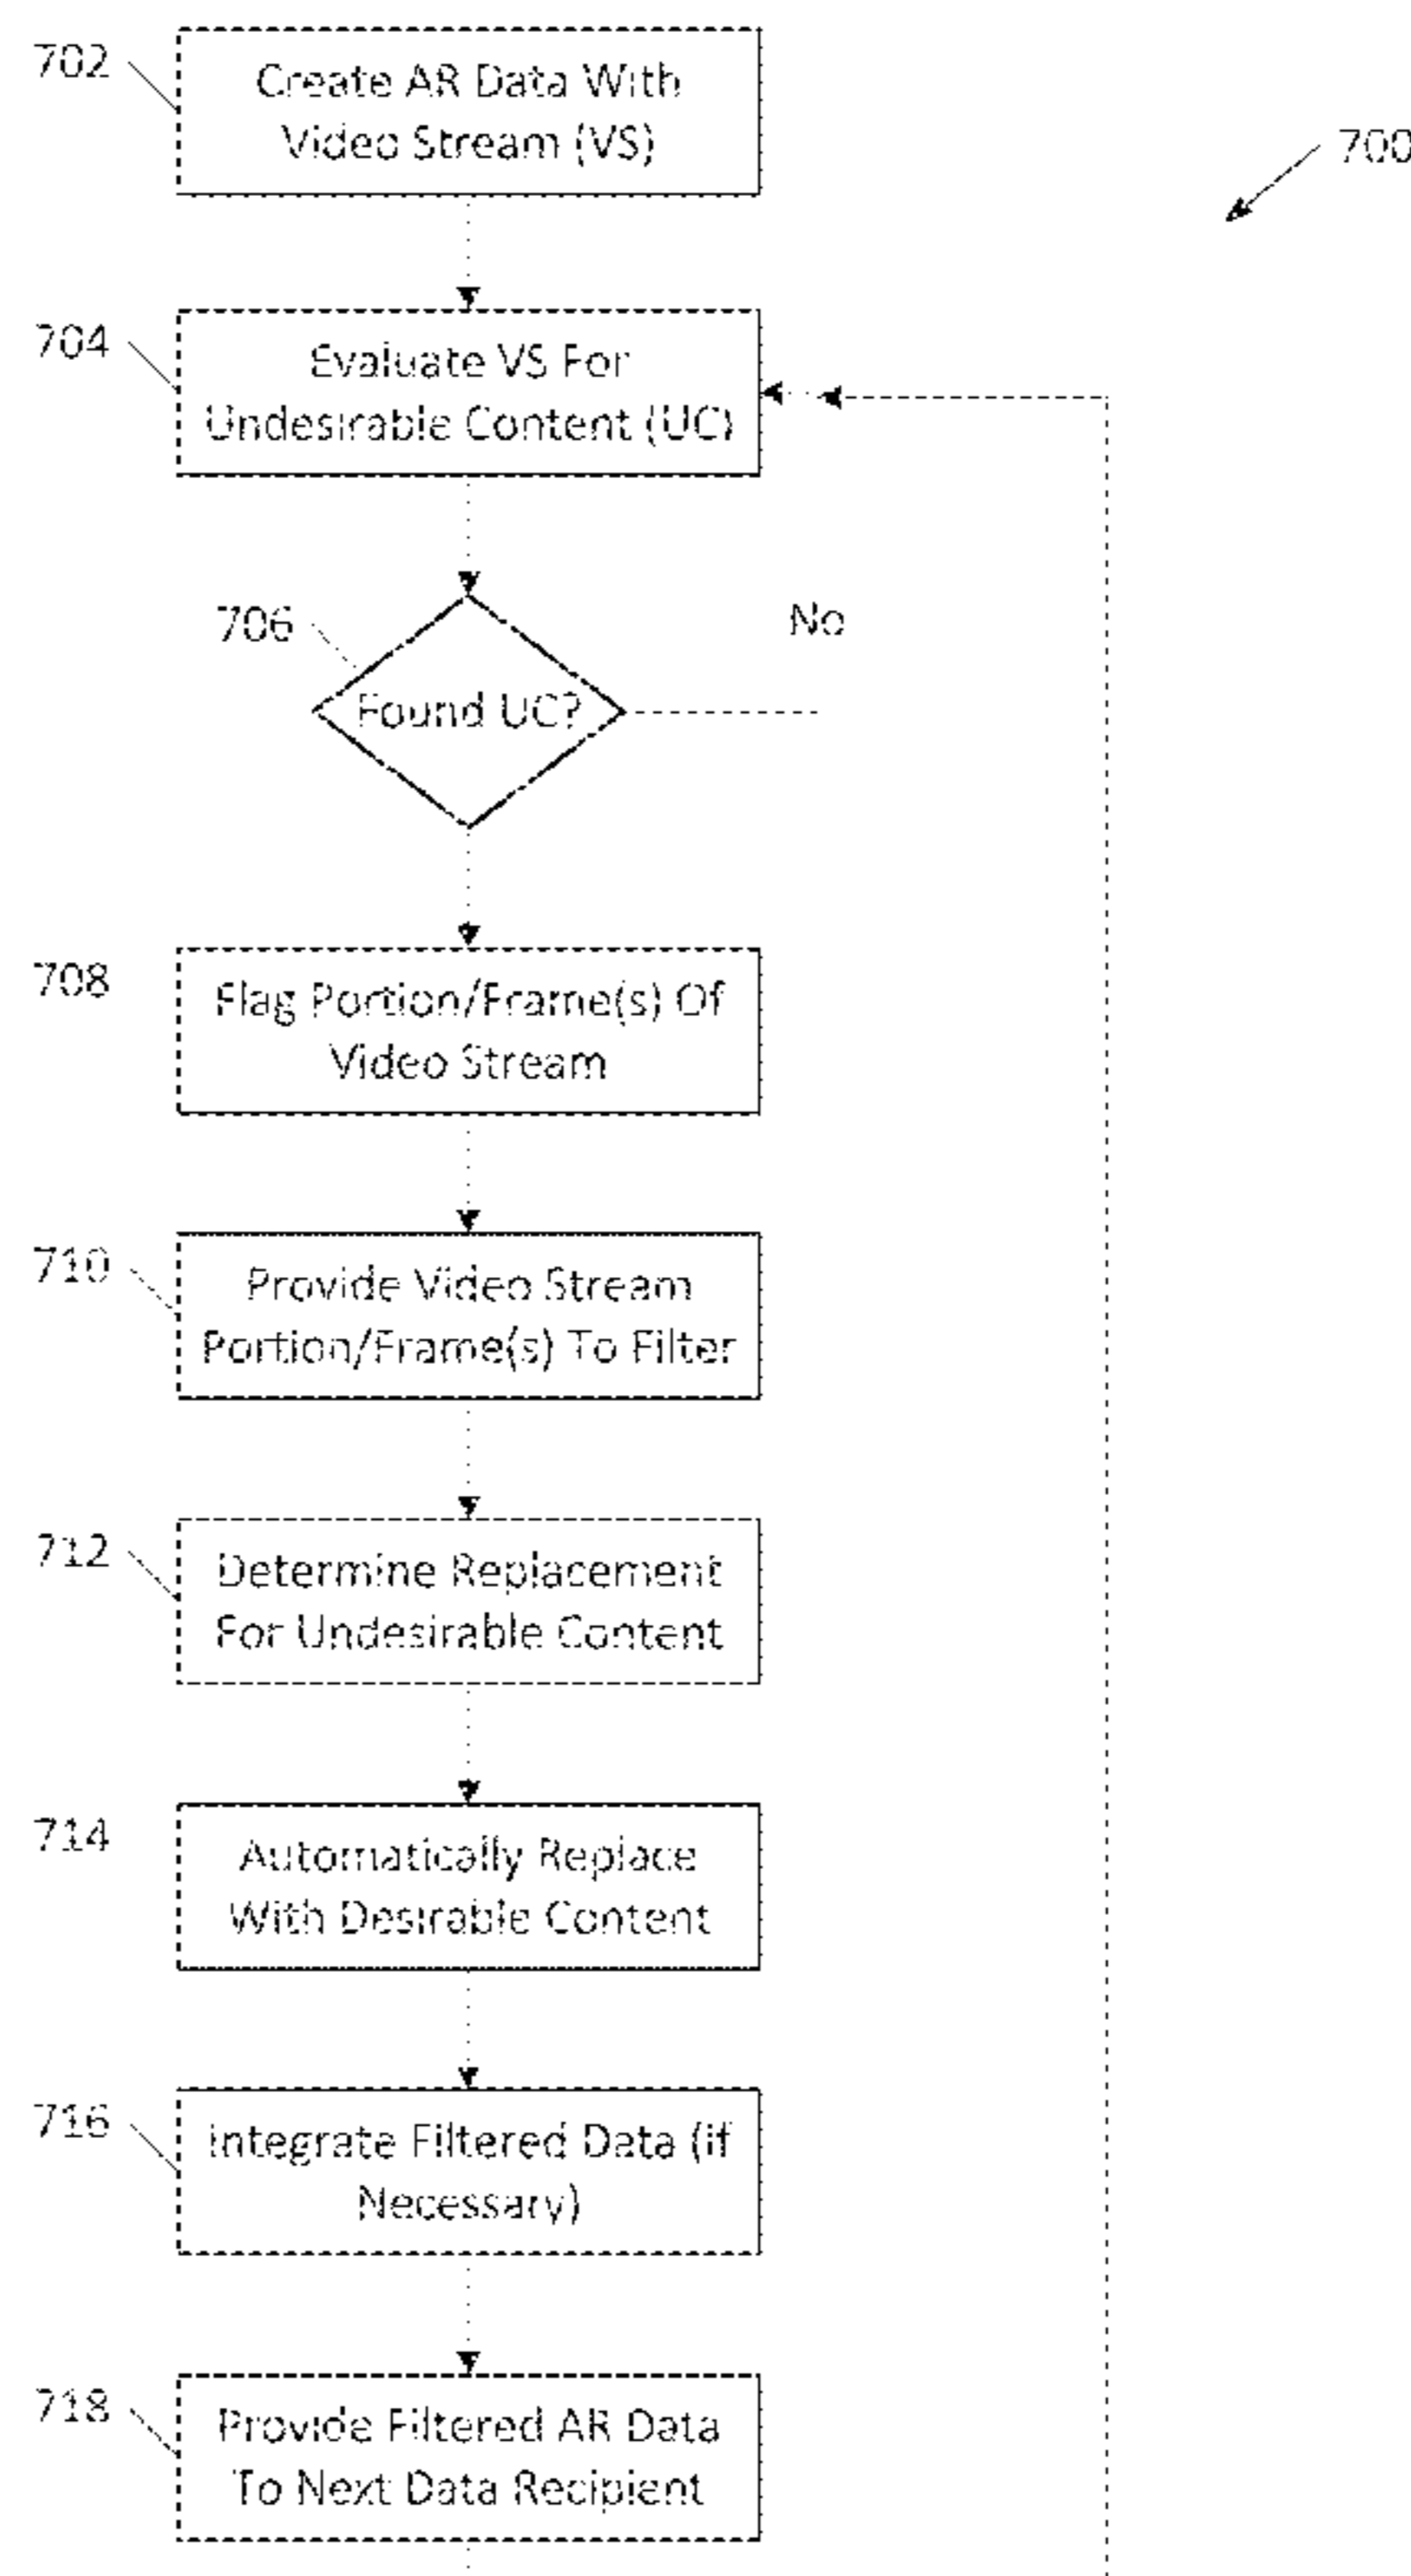 702
Create AR Data With
Video Stream (VS)
700
704
Evaluate VS For
Undesirable Content (UC)
706
No
Found UC?
708
Flag Portion/Frame(s) Of
Video Stream
710
Provide Video Stream
Portion/Frame(s) To Filter
712
Determine Replacement
For Undesirable Content
714
Automatically Replace
With Desirable Content
716
Integrate Filtered Data (if
Necessary)
718
Provide Filtered AR Data
To Next Data Recipient